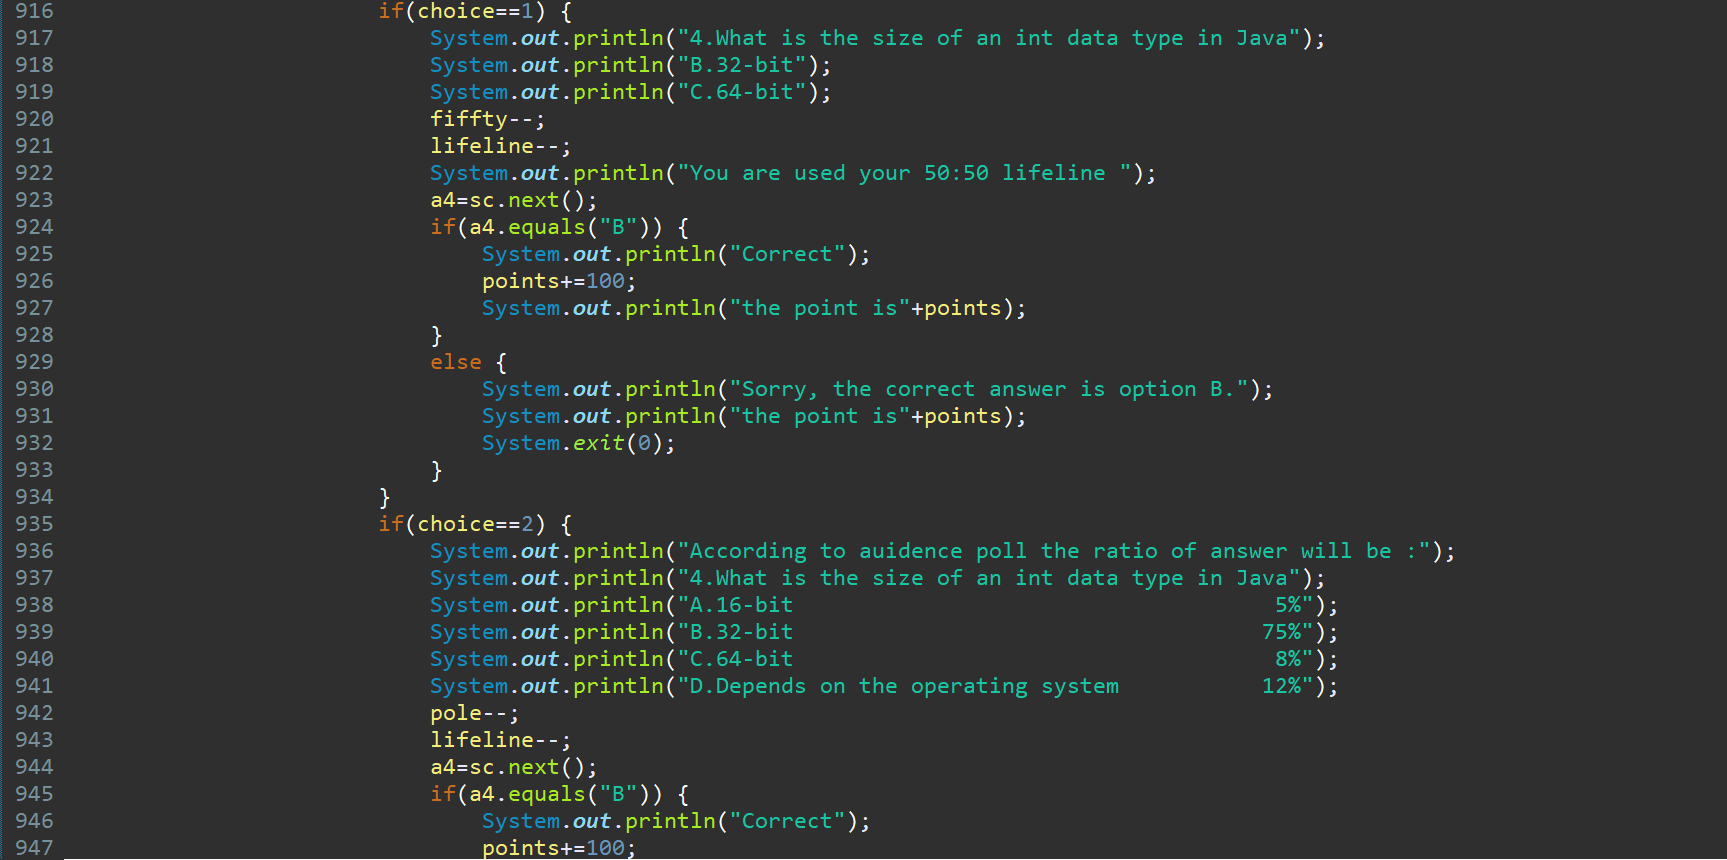 916                         if(choice==1) {
917                             System.out.println("4.What is the size of an int data type in Java");
918                             System.out.println("B.32-bit");
919                             System.out.println("C.64-bit");
920                             fiffty--;
921                             lifeline--;
922                             System.out.println("You are used your 50:50 lifeline ");
923                             a4=sc.next();
924                             if(a4.equals("B")) {
925                                 System.out.println("Correct");
926                                 points+=100;
927                                 System.out.println("the point is"+points);
928                             }
929                             else {
930                                 System.out.println("Sorry, the correct answer is option B.");
931                                 System.out.println("the point is"+points);
932                                 System.exit(0);
933                             }
934                         }
935                         if(choice==2) {
936                             System.out.println("According to auidence poll the ratio of answer will be :");
937                             System.out.println("4.What is the size of an int data type in Java");
938                             System.out.println("A.16-bit                                     5%");
939                             System.out.println("B.32-bit                                    75%");
940                             System.out.println("C.64-bit                                     8%");
941                             System.out.println("D.Depends on the operating system           12%");
942                             pole--;
943                             lifeline--;
944                             a4=sc.next();
945                             if(a4.equals("B")) {
946                                 System.out.println("Correct");
947                                 points+=100;